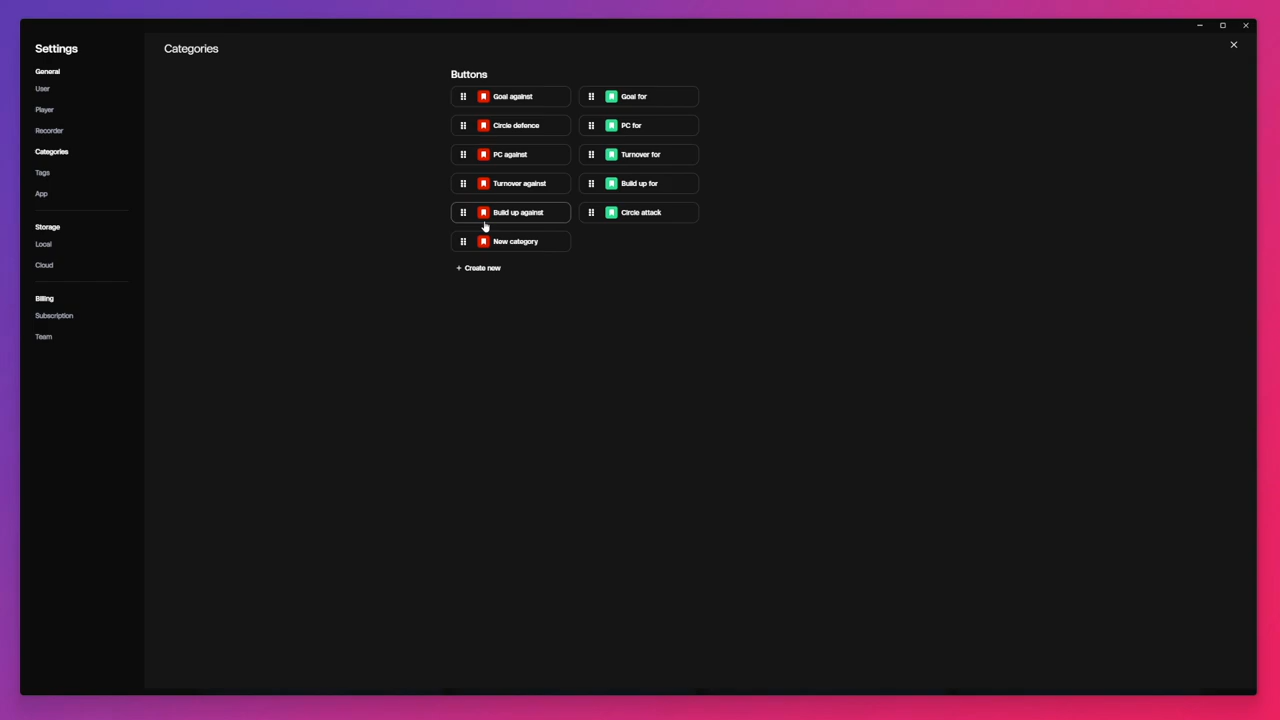 Settings
General
User
Player
Recorder
Categories
Tags
App
Storage
Local
Cloud
Billing
Subscription
Team
Categories
Buttons
Goal against
Goal for
Circle defence
PC for
PC against
Turnover for
Turnover against
Build up for
Build up against
Circle attack
New category
+ Create new